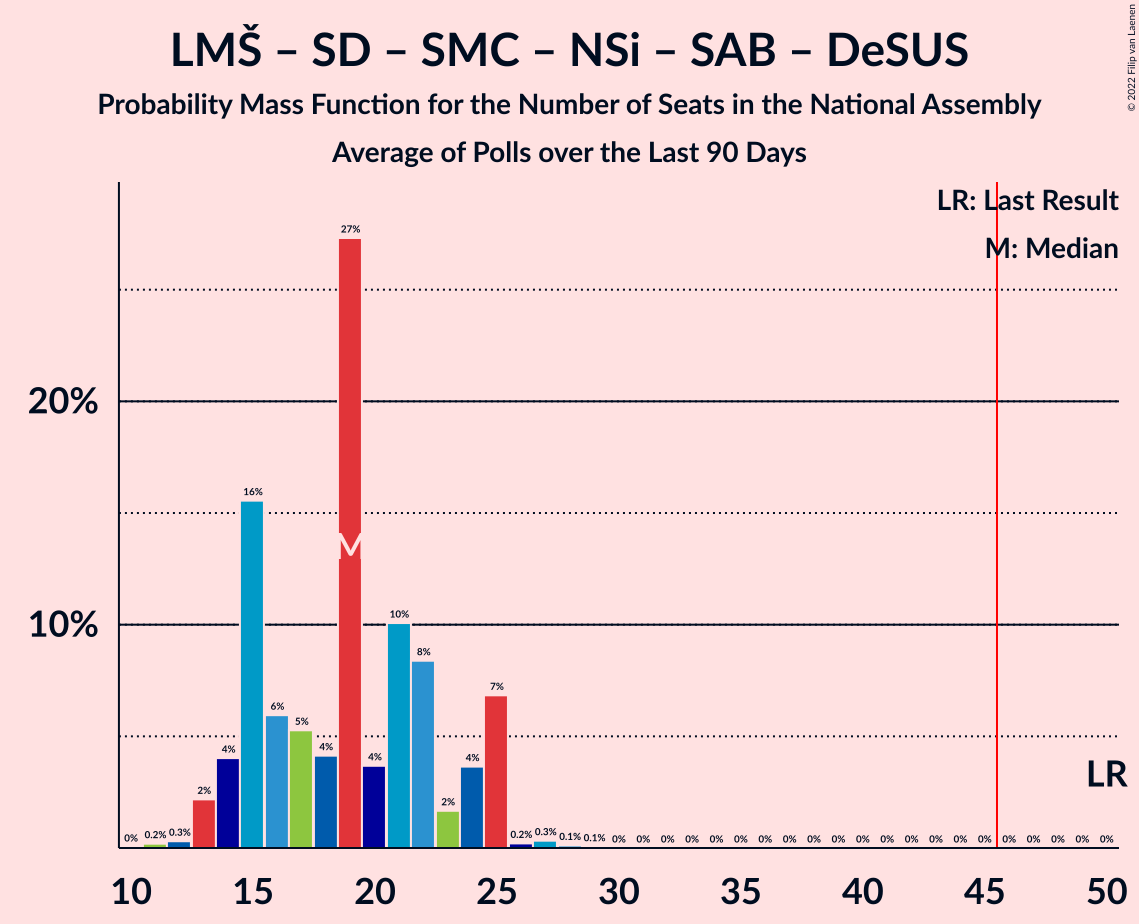 LMŠ – SD – SMC – NSi – SAB – DeSUS
Probability Mass Function for the Number of Seats in the National Assembly
Average of Polls over the Last 90 Days
© 2022 Filip van Laenen
LR: Last Result
M: Median
27%
20%
16%
M
10%
10%
8%
7%
6%
5%
4%
4%
4%
4%
LR
2%
2%
0% 0.2% 0.3% 0.2% 0.3% 0.1% 0.1% 0% 0% 0% 0% 0% 0% 0% 0% 0% 0% 0% 0% 0% 0% 0% 0% 0% 0% 0% 0% 0%
10 15 20 25 30 35 40 45 50